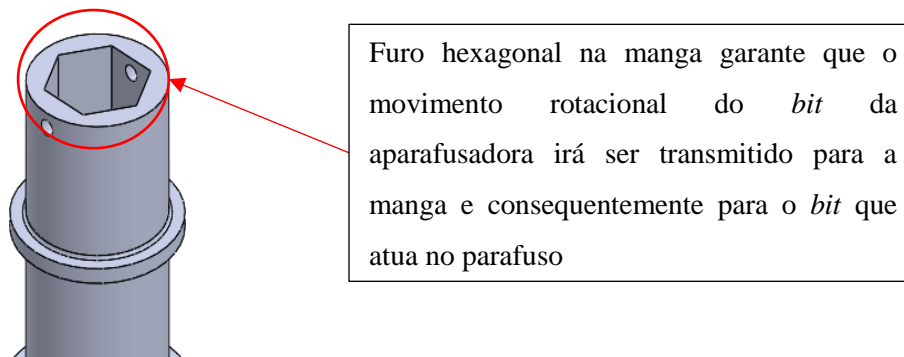 Furo hexagonal na manga garante que o
movimento rotacional do bit da
aparafusadora irá ser transmitido para a
manga e consequentemente para o bit que
atua no parafuso